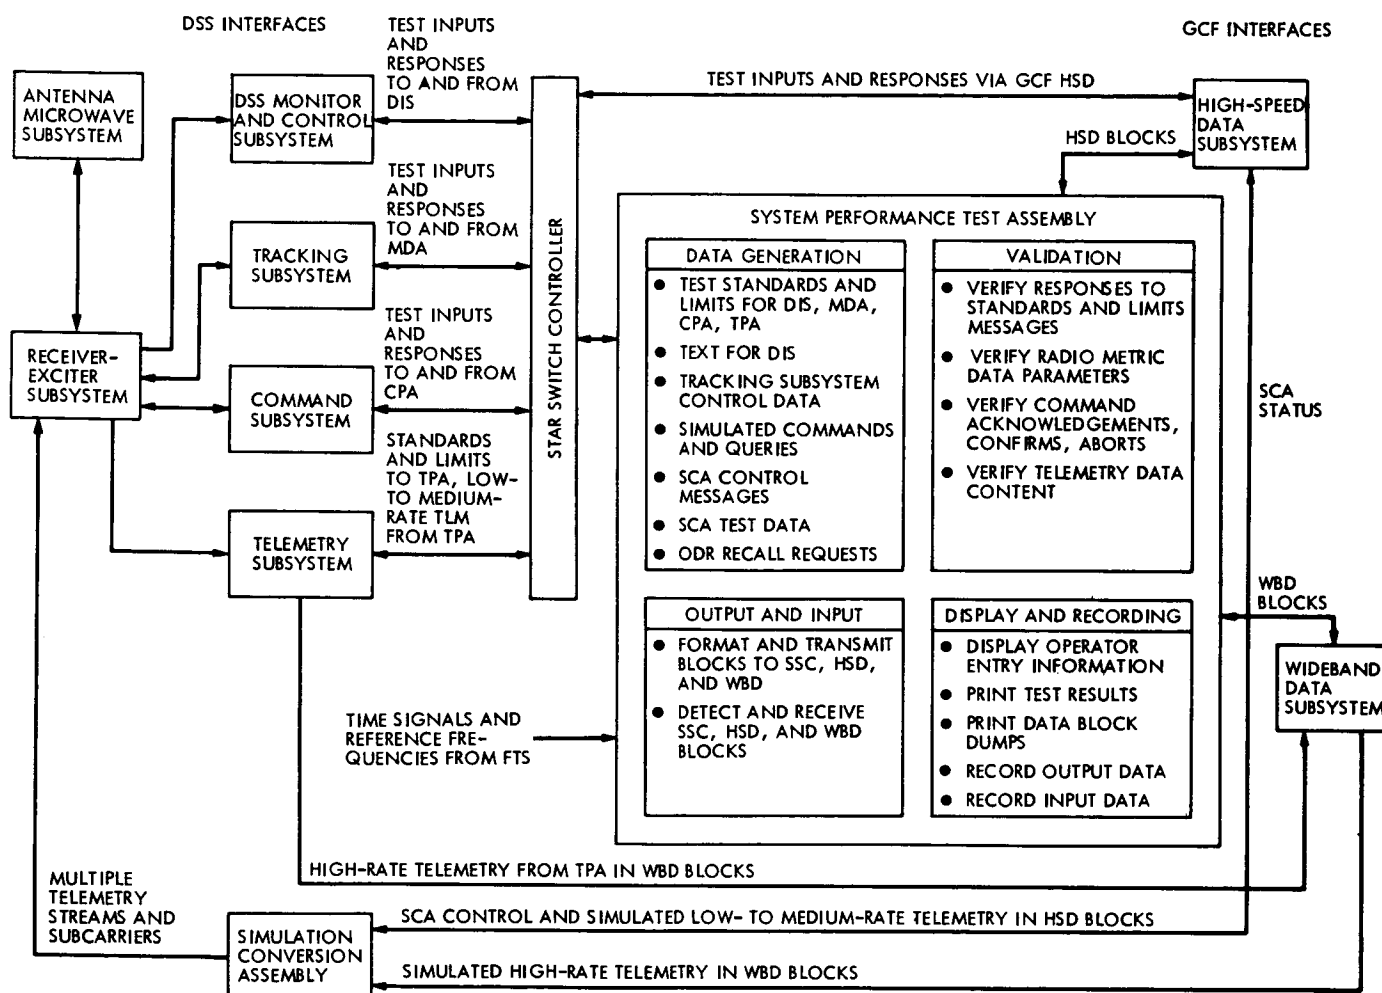 DSS INTERFACES
GCF INTERFACES
ANTENNA
MICROWAVE
SUBSYSTEM
DSS MONITOR
AND CONTROL
SUBSYSTEM
TEST INPUTS
AND
RESPONSES
TO AND FROM
DIS
TEST INPUTS AND RESPONSES VIA GCF HSD
HIGH-SPEED
DATA
SUBSYSTEM
HSD BLOCKS
TRACKING
SUBSYSTEM
TEST INPUTS
AND
RESPONSES
TO AND FROM
MDA
STAR SWITCH CONTROLLER
RECEIVER-
EXCITER
SUBSYSTEM
COMMAND
SUBSYSTEM
TEST INPUTS
AND
RESPONSES
TO AND FROM
CPA
TELEMETRY
SUBSYSTEM
STANDARDS
AND LIMITS
TO TPA, LOW-
TO MEDIUM-
RATE TLM
FROM TPA
SYSTEM PERFORMANCE TEST ASSEMBLY
DATA GENERATION
● TEST STANDARDS AND
LIMITS FOR DIS, MDA,
CPA, TPA
● TEXT FOR DIS
● TRACKING SUBSYSTEM
CONTROL DATA
● SIMULATED COMMANDS
AND QUERIES
● SCA CONTROL
MESSAGES
● SCA TEST DATA
● ODR RECALL REQUESTS
VALIDATION
● VERIFY RESPONSES TO
STANDARDS AND LIMITS
MESSAGES
● VERIFY RADIO METRIC
DATA PARAMETERS
● VERIFY COMMAND
ACKNOWLEDGEMENTS,
CONFIRMS, ABORTS
● VERIFY TELEMETRY DATA
CONTENT
OUTPUT AND INPUT
● FORMAT AND TRANSMIT
BLOCKS TO SSC, HSD,
AND WBD
● DETECT AND RECEIVE
SSC, HSD, AND WBD
BLOCKS
DISPLAY AND RECORDING
● DISPLAY OPERATOR
ENTRY INFORMATION
● PRINT TEST RESULTS
● PRINT DATA BLOCK
DUMPS
● RECORD OUTPUT DATA
● RECORD INPUT DATA
SCA
STATUS
WBD
BLOCKS
WIDEBAND
DATA
SUBSYSTEM
TIME SIGNALS AND
REFERENCE FRE-
QUENCIES FROM FTS
HIGH-RATE TELEMETRY FROM TPA IN WBD BLOCKS
MULTIPLE
TELEMETRY
STREAMS AND
SUBCARRIERS
SIMULATION
CONVERSION
ASSEMBLY
SCA CONTROL AND SIMULATED LOW- TO MEDIUM-RATE TELEMETRY IN HSD BLOCKS
SIMULATED HIGH-RATE TELEMETRY IN WBD BLOCKS